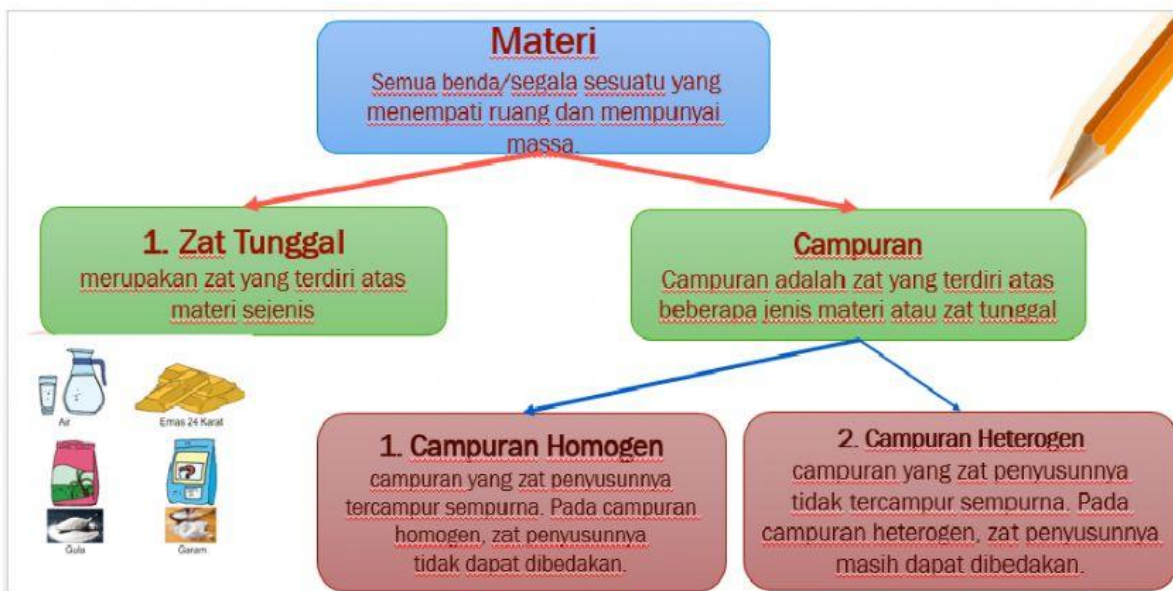 Materi
Semua benda/segala sesuatu yang
menempati ruang dan mempunyai
massa.
1. Zat Tunggal
merupakan zat yang terdiri atas
materi sejenis
Campuran
Campuran adalah zat yang terdiri atas
beberapa jenis materi atau zat tunggal
Air
Emas 24 Karat
Gula
Garam
1. Campuran Homogen
campuran yang zat penyusunnya
tercampur sempurna. Pada campuran
homogen, zat penyusunnya
tidak dapat dibedakan.
2. Campuran Heterogen
campuran yang zat penyusunnya
tidak tercampur sempurna. Pada
campuran heterogen, zat penyusunnya
masih dapat dibedakan.